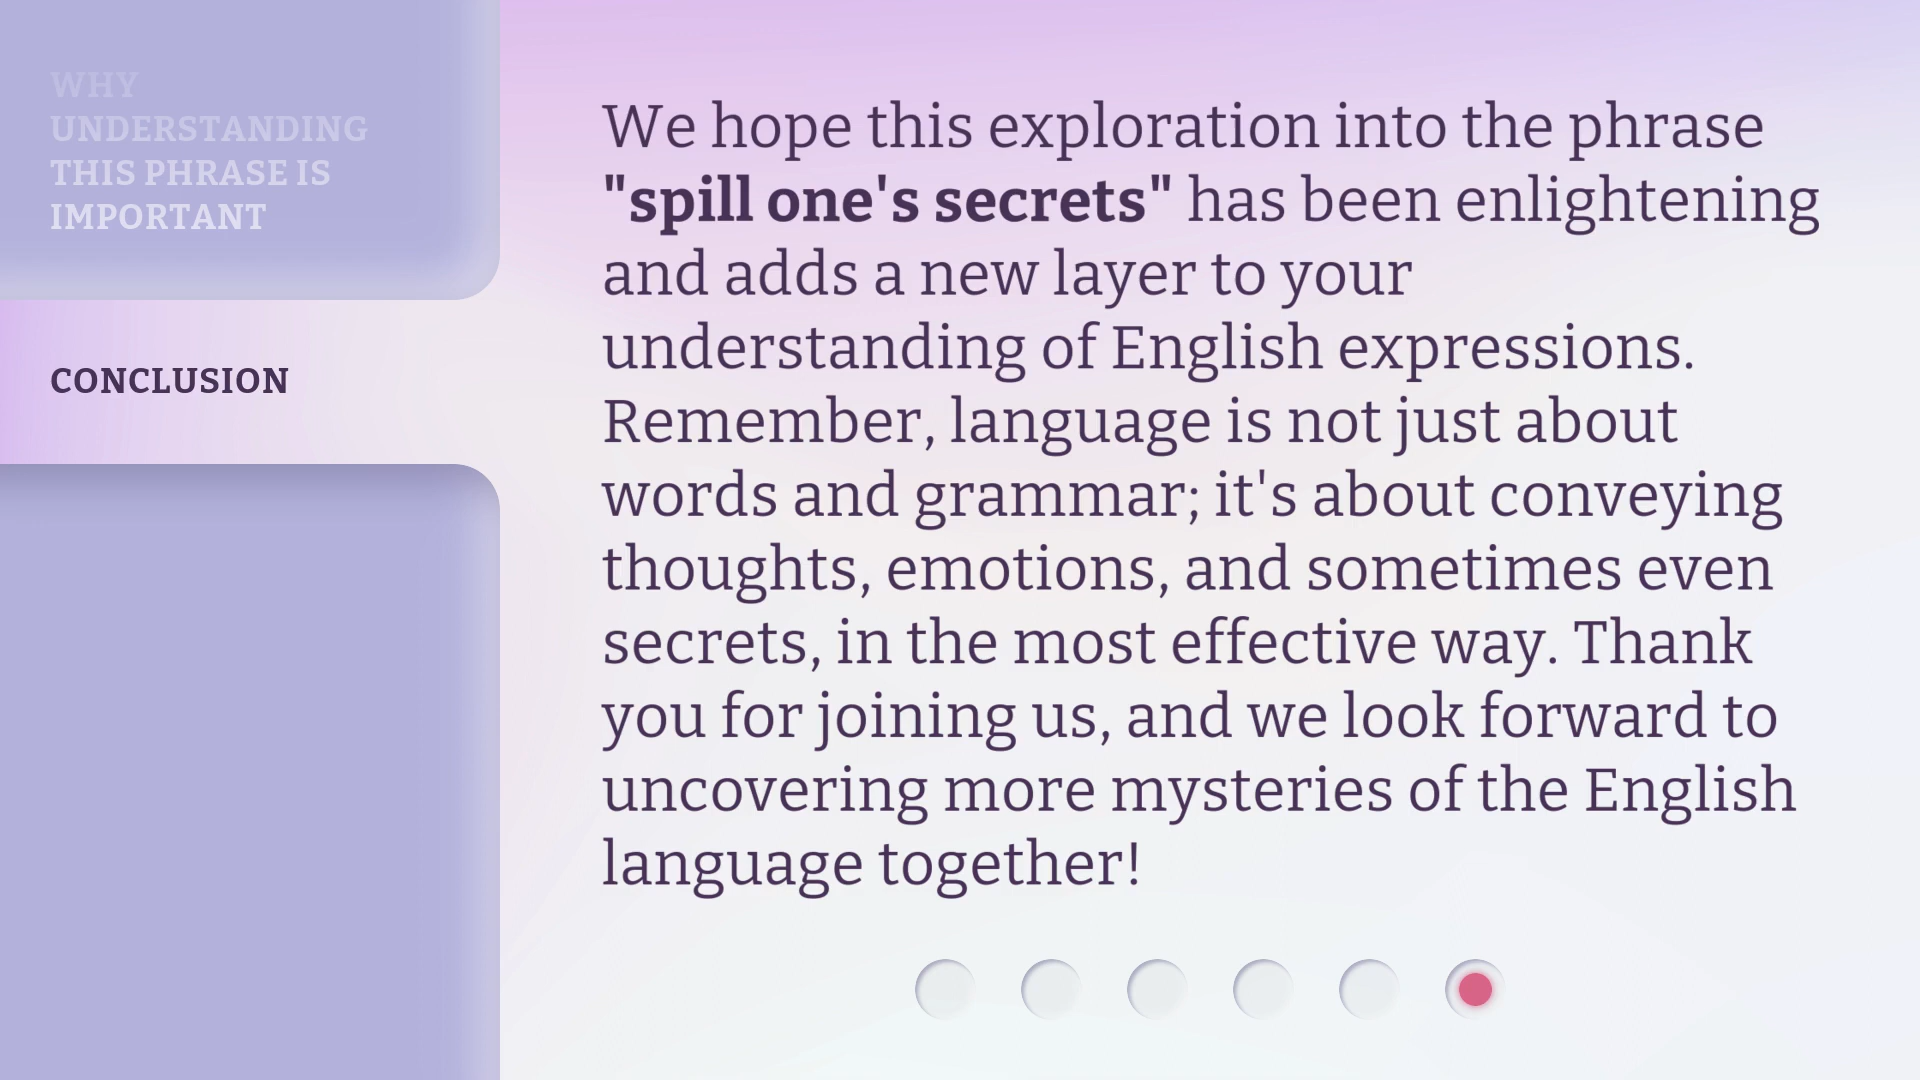 WHY
UNDERSTANDING
THIS PHRASE IS
IMPORTANT
CONCLUSION
We hope this exploration into the phrase
"spill one's secrets" has been enlightening
and adds a new layer to your
understanding of English expressions.
Remember, language is not just about
words and grammar; it's about conveying
thoughts, emotions, and sometimes even
secrets, in the most effective way. Thank
you for joining us, and we look forward to
uncovering more mysteries of the English
language together!